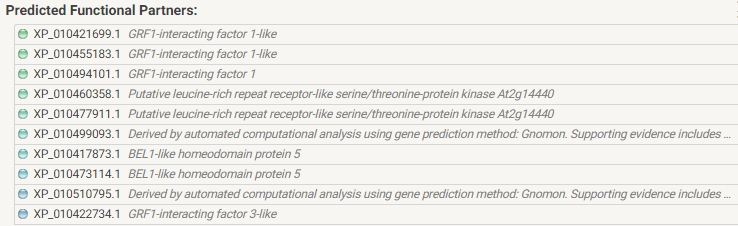 Predicted Functional Partners:
XP_010421699.1 GRF1-interacting factor 1-like
XP_010455183.1 GRF1-interacting factor 1-like
XP_010494101.1 GRF1-interacting factor 1
XP_010460358.1 Putative leucine-rich repeat receptor-like serine/threonine-protein kinase At2g14440
XP_010477911.1 Putative leucine-rich repeat receptor-like serine/threonine-protein kinase At2g14440
XP_010499093.1 Derived by automated computational analysis using gene prediction method: Gnomon. Supporting evidence includes ...
XP_010417873.1 BEL1-like homeodomain protein 5
XP_010473114.1 BEL1-like homeodomain protein 5
XP_010510795.1 Derived by automated computational analysis using gene prediction method: Gnomon. Supporting evidence includes ...
XP_010422734.1 GRF1-interacting factor 3-like